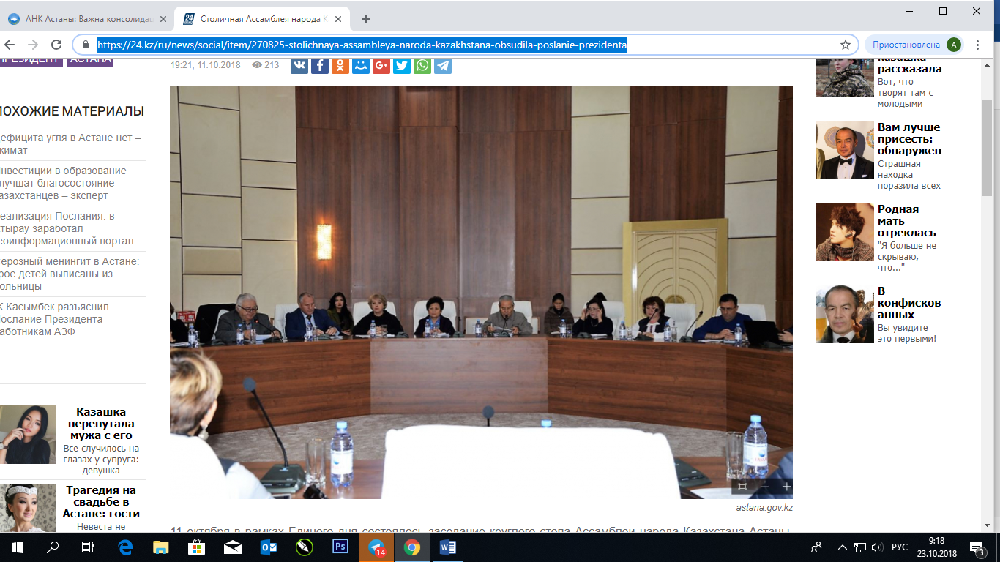 АНК Астаны: Важна консолидац
Столичная Ассамблея народа К
https://24.kz/ru/news/social/item/270825-stolichnaya-assambleya-naroda-kazakhstana-obsudila-poslanie-prezidenta
Приостановлена
А
ПРЕЗИДЕНТ
АСТАНА
19:21, 11.10.2018
213
ПОХОЖИЕ МАТЕРИАЛЫ
ефицита угля в Астане нет –
кимат
нвестиции в образование
лучшат благосостояние
азахстанцев – эксперт
еализация Послания: в
тырау заработал
еоинформационный портал
ерозный менингит в Астане:
рое детей выписаны из
ольницы
К.Касымбек разъяснил
Послание Президента
аботникам АЗФ
Казашка
перепутала
мужа с его
Все случилось на
глазах у супруга:
девушка
Трагедия на
свадьбе в
Астане: гости
Невеста не
astana.gov.kz
11 октября в рамках Единого дня состоялось заседание круглого стола Ассамблеи народа Казахстана Астаны,
казашка
рассказала
Вот, что
творят там с
молодыми
Вам лучше
присесть:
обнаружен
Страшная
находка
поразила всех
Родная
мать
отреклась
"Я больше не
скрываю,
что..."
В
конфисков
анных
Вы увидите
это первыми!
14
РУС
9:18
23.10.2018
3